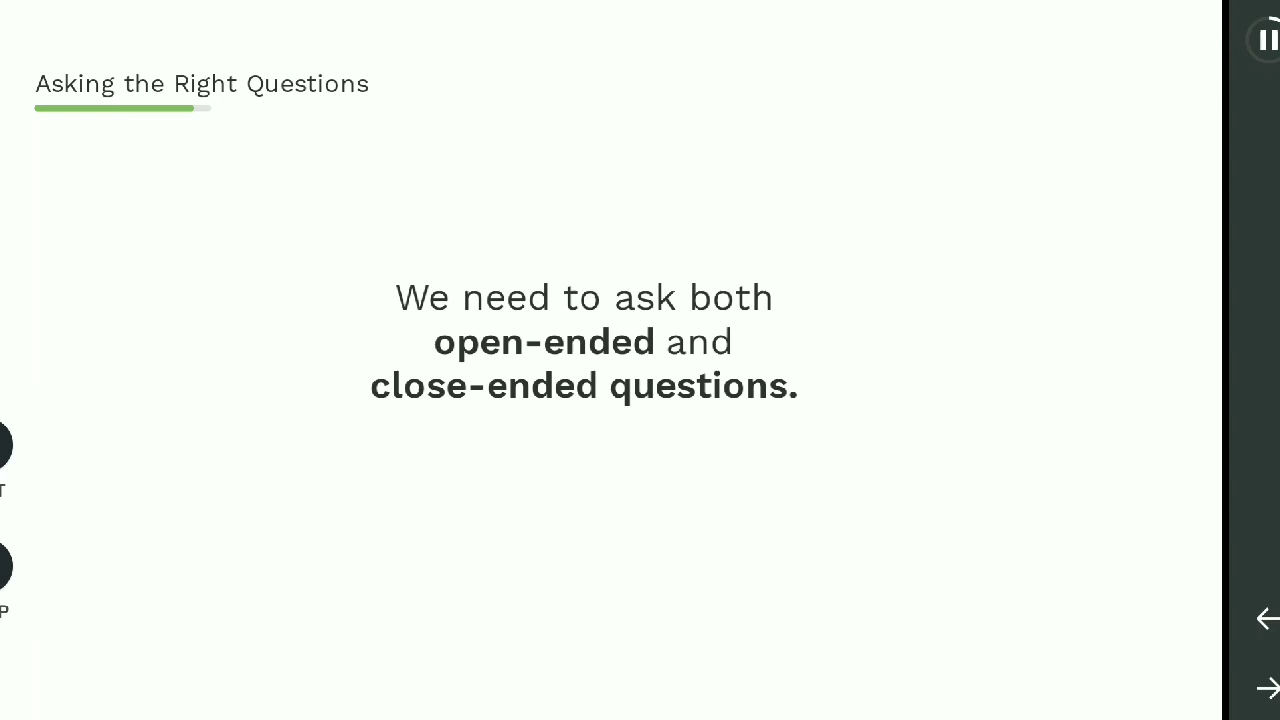 Asking the Right Questions
We need to ask both
open-ended and
close-ended questions.
T
P